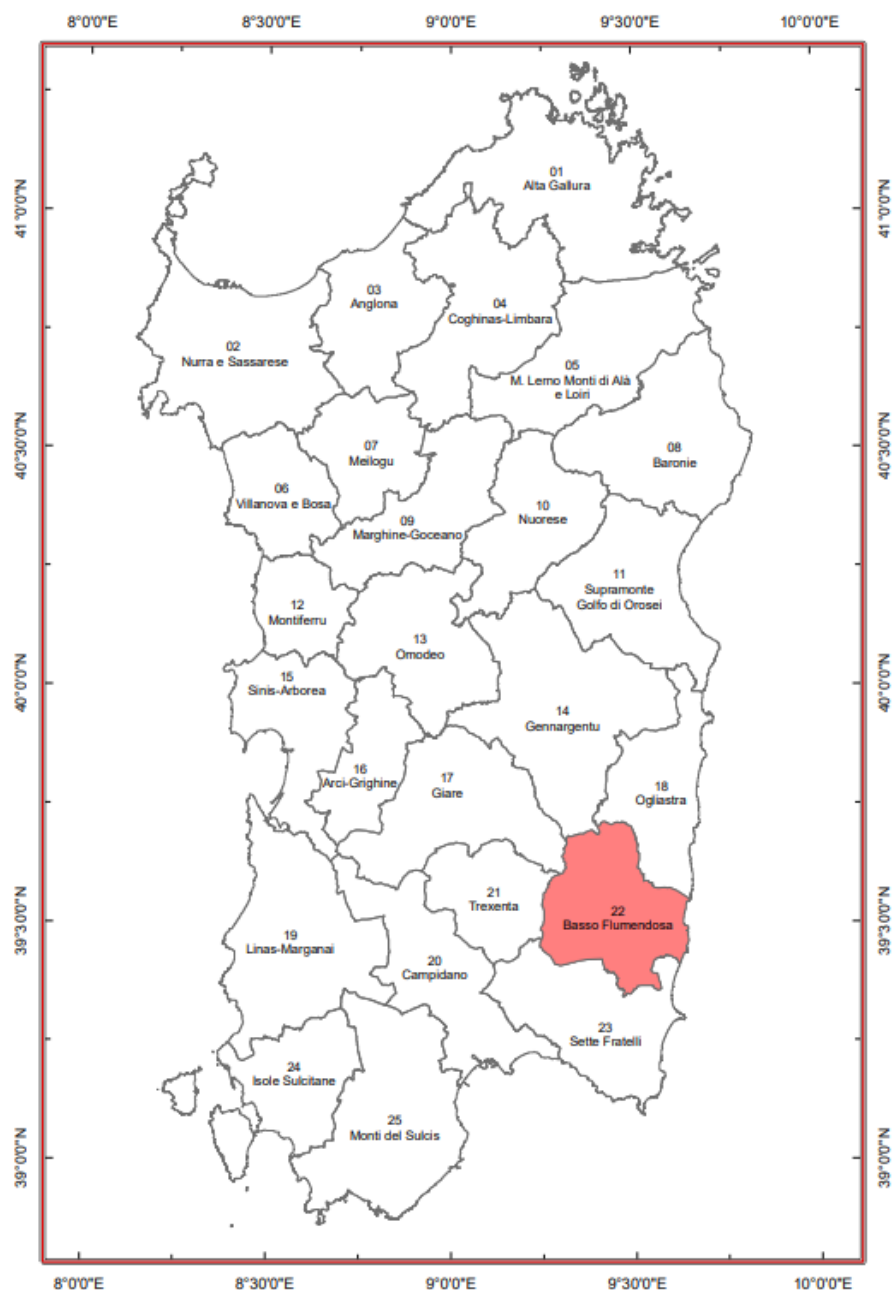 8°0'0"E 8°30'0"E 9°0'0"E 9°30'0"E 10°0'0"E
01
Alta Gallura
41°0'0"N
41°0'0"N
03
Anglona
04
Coghinas-Limbara
02
Nurra e Sassarese
05
M. Lerno Monti di Alà
e Loiri
40°30'0"N
40°30'0"N
07
Meilogu
08
Baronie
06
Villanova e Bosa
10
Nuorese
09
Marghine-Goceano
11
Supramonte
Golfo di Orosei
12
Montiferru
13
Omodeo
40°0'0"N
40°0'0"N
15
Sinis-Arborea
14
Gennargentu
16
Arci-Grighine
17
Giare
18
Ogliastra
21
Trexenta
22
Basso Flumendosa
39°30'0"N
39°30'0"N
19
Linas-Marganai
20
Campidano
23
Sette Fratelli
24
Isole Sulcitane
25
Monti del Sulcis
39°0'0"N
39°0'0"N
8°0'0"E 8°30'0"E 9°0'0"E 9°30'0"E 10°0'0"E